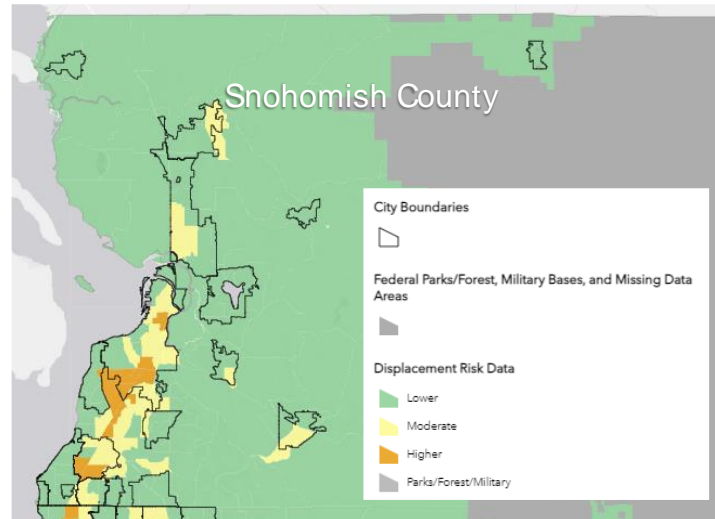 Snohomish County
City Boundaries
Federal Parks/Forest, Military Bases, and Missing Data
Areas
Displacement Risk Data
Lower
Moderate
Higher
Parks/Forest/Military